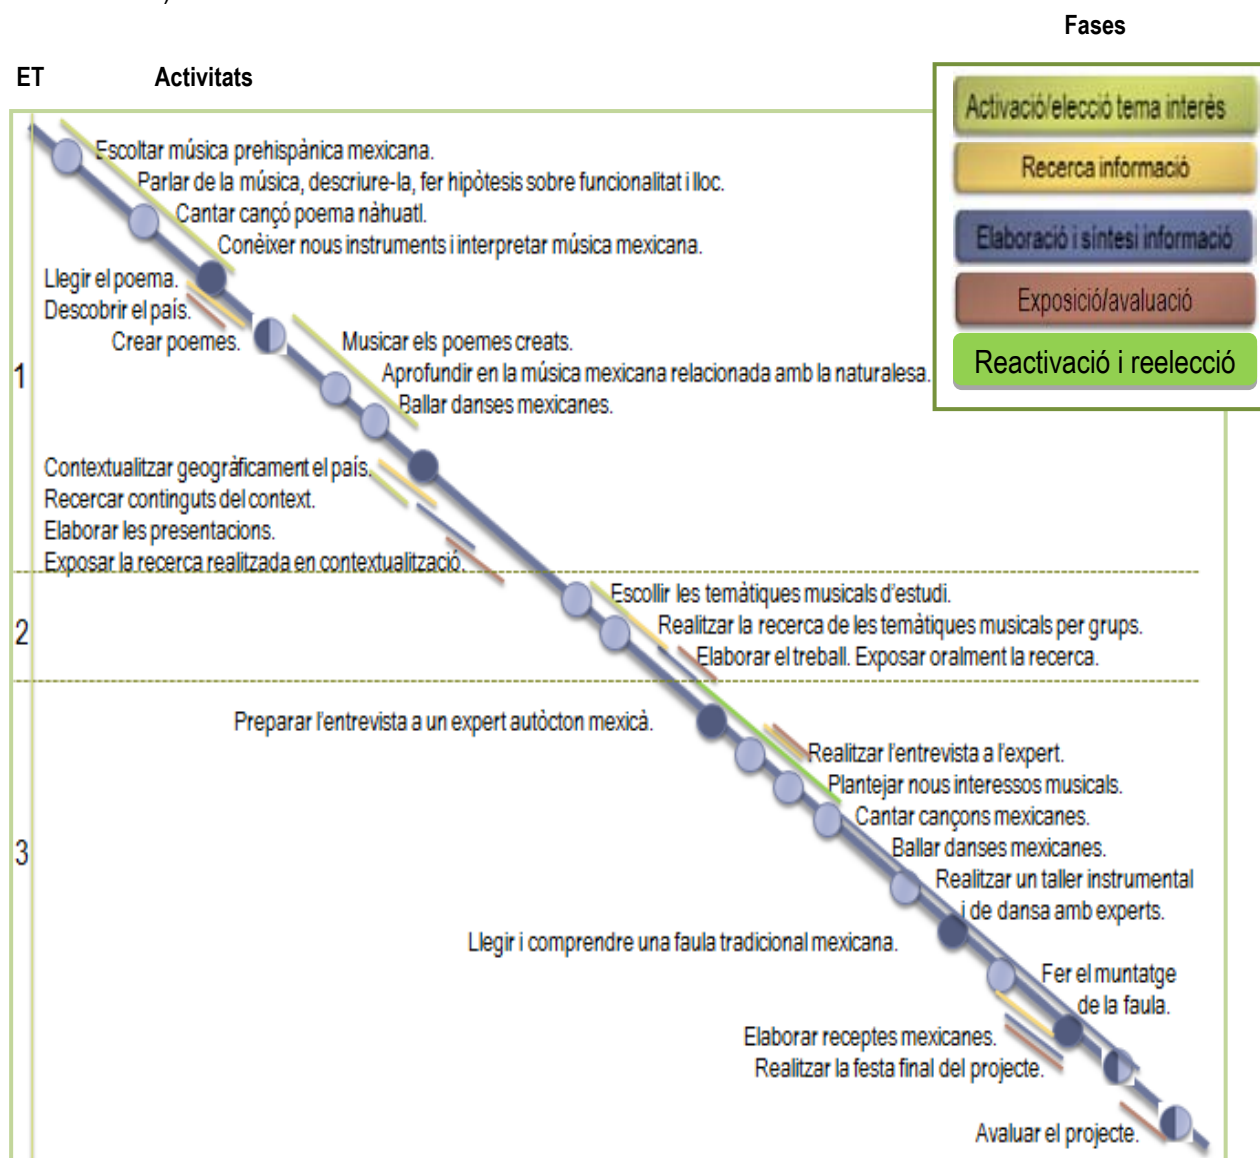 Fases
ET Activitats
Activació/elecció tema interès
Recerca informació
Elaboració i síntesi informació
Exposició/avaluació
Reactivació i reelecció
Escoltar música prehispànica mexicana.
Parlar de la música, descriure-la, fer hipòtesis sobre funcionalitat i lloc.
Cantar cançó poema nàhuatl.
Conèixer nous instruments i interpretar música mexicana.
Llegir el poema.
Descobrir el país.
Crear poemes.
Musicar els poemes creats.
1
Aprofundir en la música mexicana relacionada amb la naturalesa.
Ballar danses mexicanes.
Contextualitzar geogràficament el país.
Recercar continguts del context.
Elaborar les presentacions.
Exposar la recerca realitzada en contextualització.
Escollir les temàtiques musicals d'estudi.
2
Realitzar la recerca de les temàtiques musicals per grups.
Elaborar el treball. Exposar oralment la recerca.
Preparar l'entrevista a un expert autòcton mexicà.
Realitzar l'entrevista a l'expert.
Plantejar nous interessos musicals.
Cantar cançons mexicanes.
3
Ballar danses mexicanes.
Realitzar un taller instrumental
i de dansa amb experts.
Llegir i comprendre una faula tradicional mexicana.
Fer el muntatge
de la faula.
Elaborar receptes mexicanes.
Realitzar la festa final del projecte.
Avaluar el projecte.